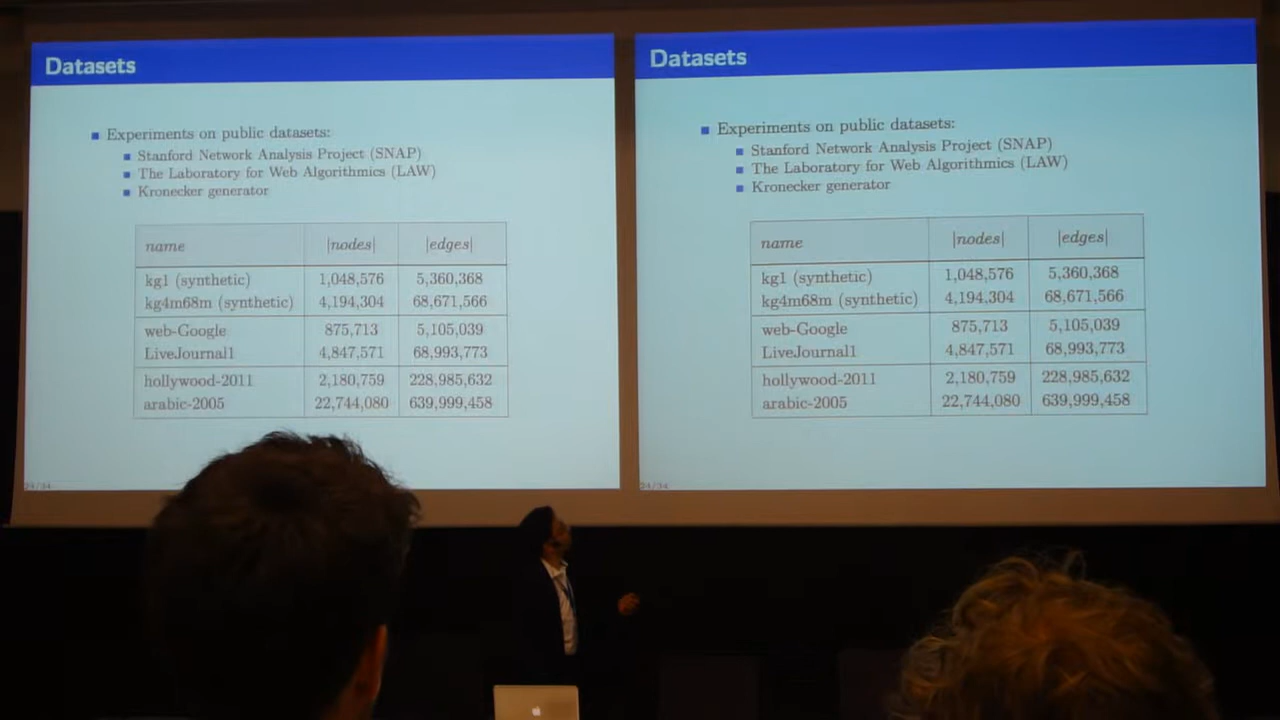 Datasets
Experiments on public datasets:
Stanford Network Analysis Project (SNAP)
The Laboratory for Web Algorithmics (LAW)
Kronecker generator
name |nodes| |edges|
kg1 (synthetic) 1,048,576 5,360,368
kg4m68m (synthetic) 4,194,304 68,671,566
web-Google 875,713 5,105,039
LiveJournal1 4,847,571 68,993,773
hollywood-2011 2,180,759 228,985,632
arabic-2005 22,744,080 639,999,458
34/34
Datasets
Experiments on public datasets:
Stanford Network Analysis Project (SNAP)
The Laboratory for Web Algorithmics (LAW)
Kronecker generator
name |nodes| |edges|
kg1 (synthetic) 1,048,576 5,360,368
kg4m68m (synthetic) 4,194,304 68,671,566
web-Google 875,713 5,105,039
LiveJournal1 4,847,571 68,993,773
hollywood-2011 2,180,759 228,985,632
arabic-2005 22,744,080 639,999,458
34/34